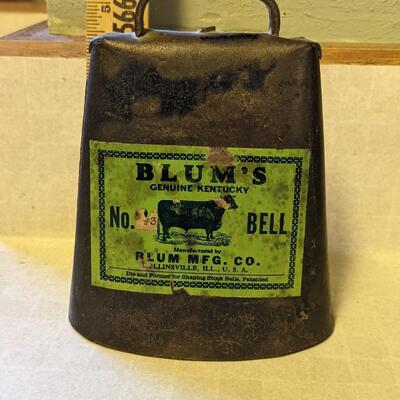 BLUM'S
GENUINE KENTUCKY
No. 3 BELL
Manufactured by
BLUM MFG. CO.
COLLINSVILLE, ILL., U. S. A.
Die and Former for Shaping Stock Bells, Patented